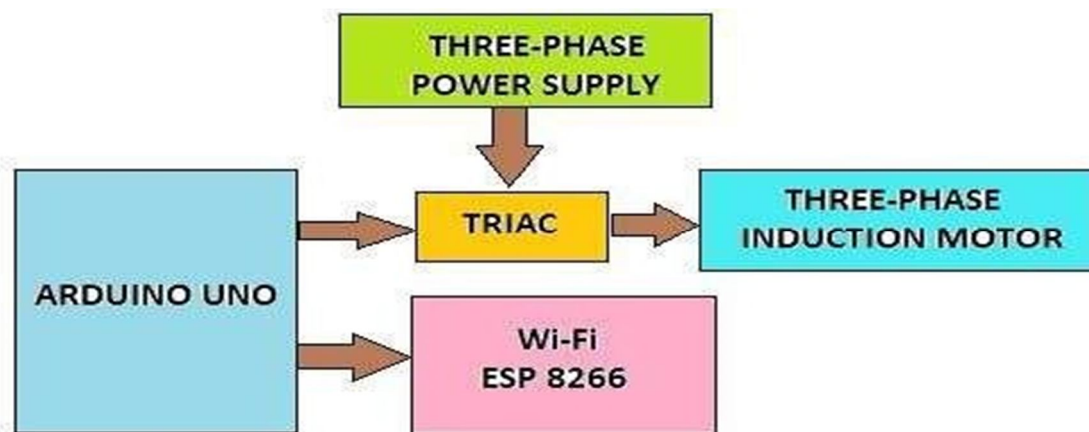 THREE-PHASE
POWER SUPPLY
TRIAC
THREE-PHASE
INDUCTION MOTOR
ARDUINO UNO
Wi-Fi
ESP 8266